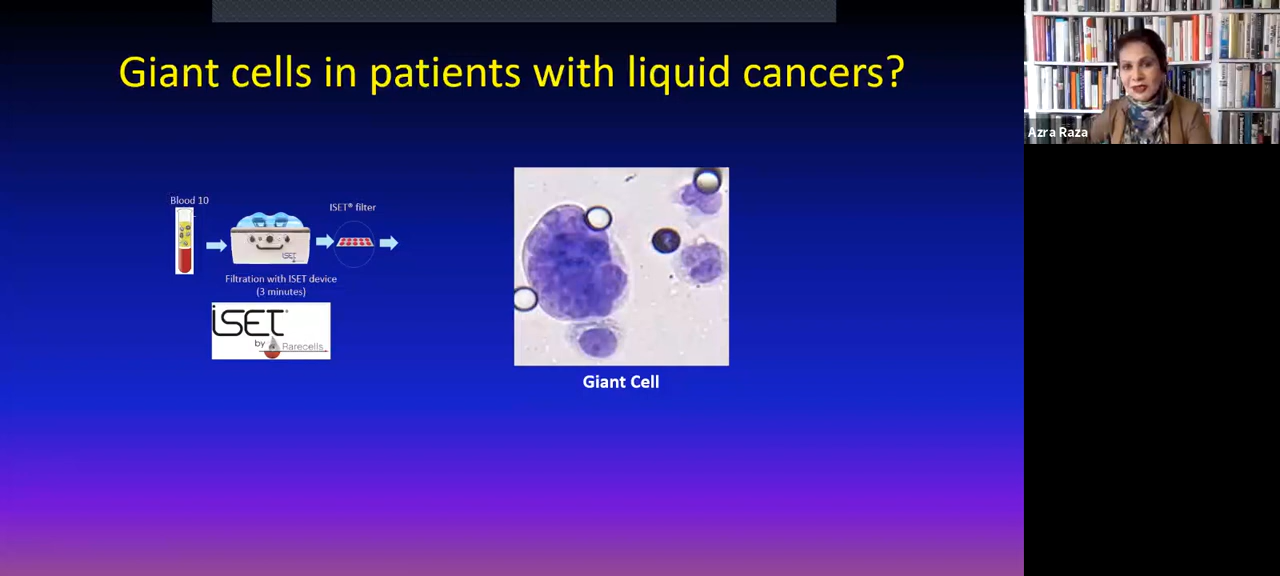 Giant cells in patients with liquid cancers?
Azra Raza
Blood 10
ISET® filter
iSET
Filtration with ISET device
(3 minutes)
iSET
by Rarecells
Giant Cell